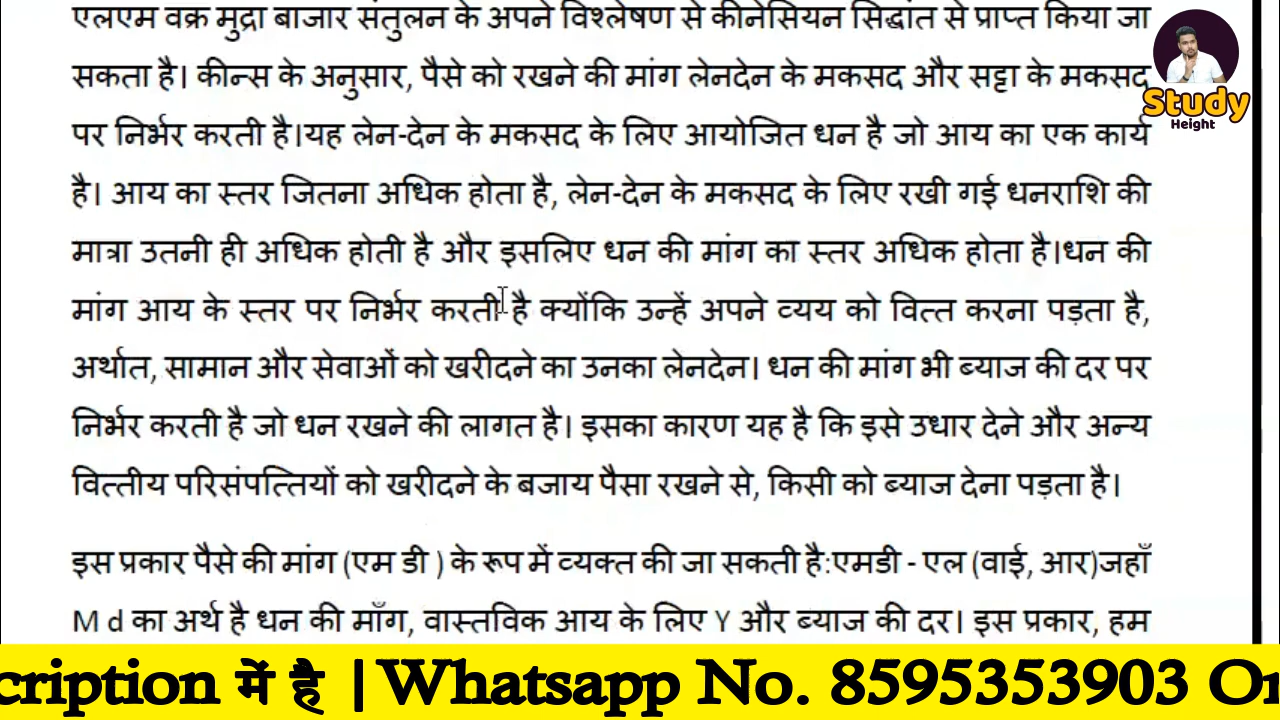 एलएम वक्र मुद्रा बाजार संतुलन के अपने विश्लेषण से कीनेसियन सिद्धांत से प्राप्त किया जा
सकता है। कीन्स के अनुसार, पैसे को रखने की मांग लेनदेन के मकसद और सट्टा के मकसद
पर निर्भर करती है।यह लेन-देन के मकसद के लिए आयोजित धन है जो आय का एक कार्य
है। आय का स्तर जितना अधिक होता है, लेन-देन के मकसद के लिए रखी गई धनराशि की
मात्रा उतनी ही अधिक होती है और इसलिए धन की मांग का स्तर अधिक होता है।धन की
मांग आय के स्तर पर निर्भर करती है क्योंकि उन्हें अपने व्यय को वित्त करना पड़ता है,
अर्थात, सामान और सेवाओं को खरीदने का उनका लेनदेन। धन की मांग भी ब्याज की दर पर
निर्भर करती है जो धन रखने की लागत है। इसका कारण यह है कि इसे उधार देने और अन्य
वित्तीय परिसंपत्तियों को खरीदने के बजाय पैसा रखने से, किसी को ब्याज देना पड़ता है।
इस प्रकार पैसे की मांग (एम डी ) के रूप में व्यक्त की जा सकती है:एमडी - एल (वाई, आर)जहाँ
M d का अर्थ है धन की माँग, वास्तविक आय के लिए Y और ब्याज की दर। इस प्रकार, हम
Study
Height
cription में है | Whatsapp No. 8595353903 O